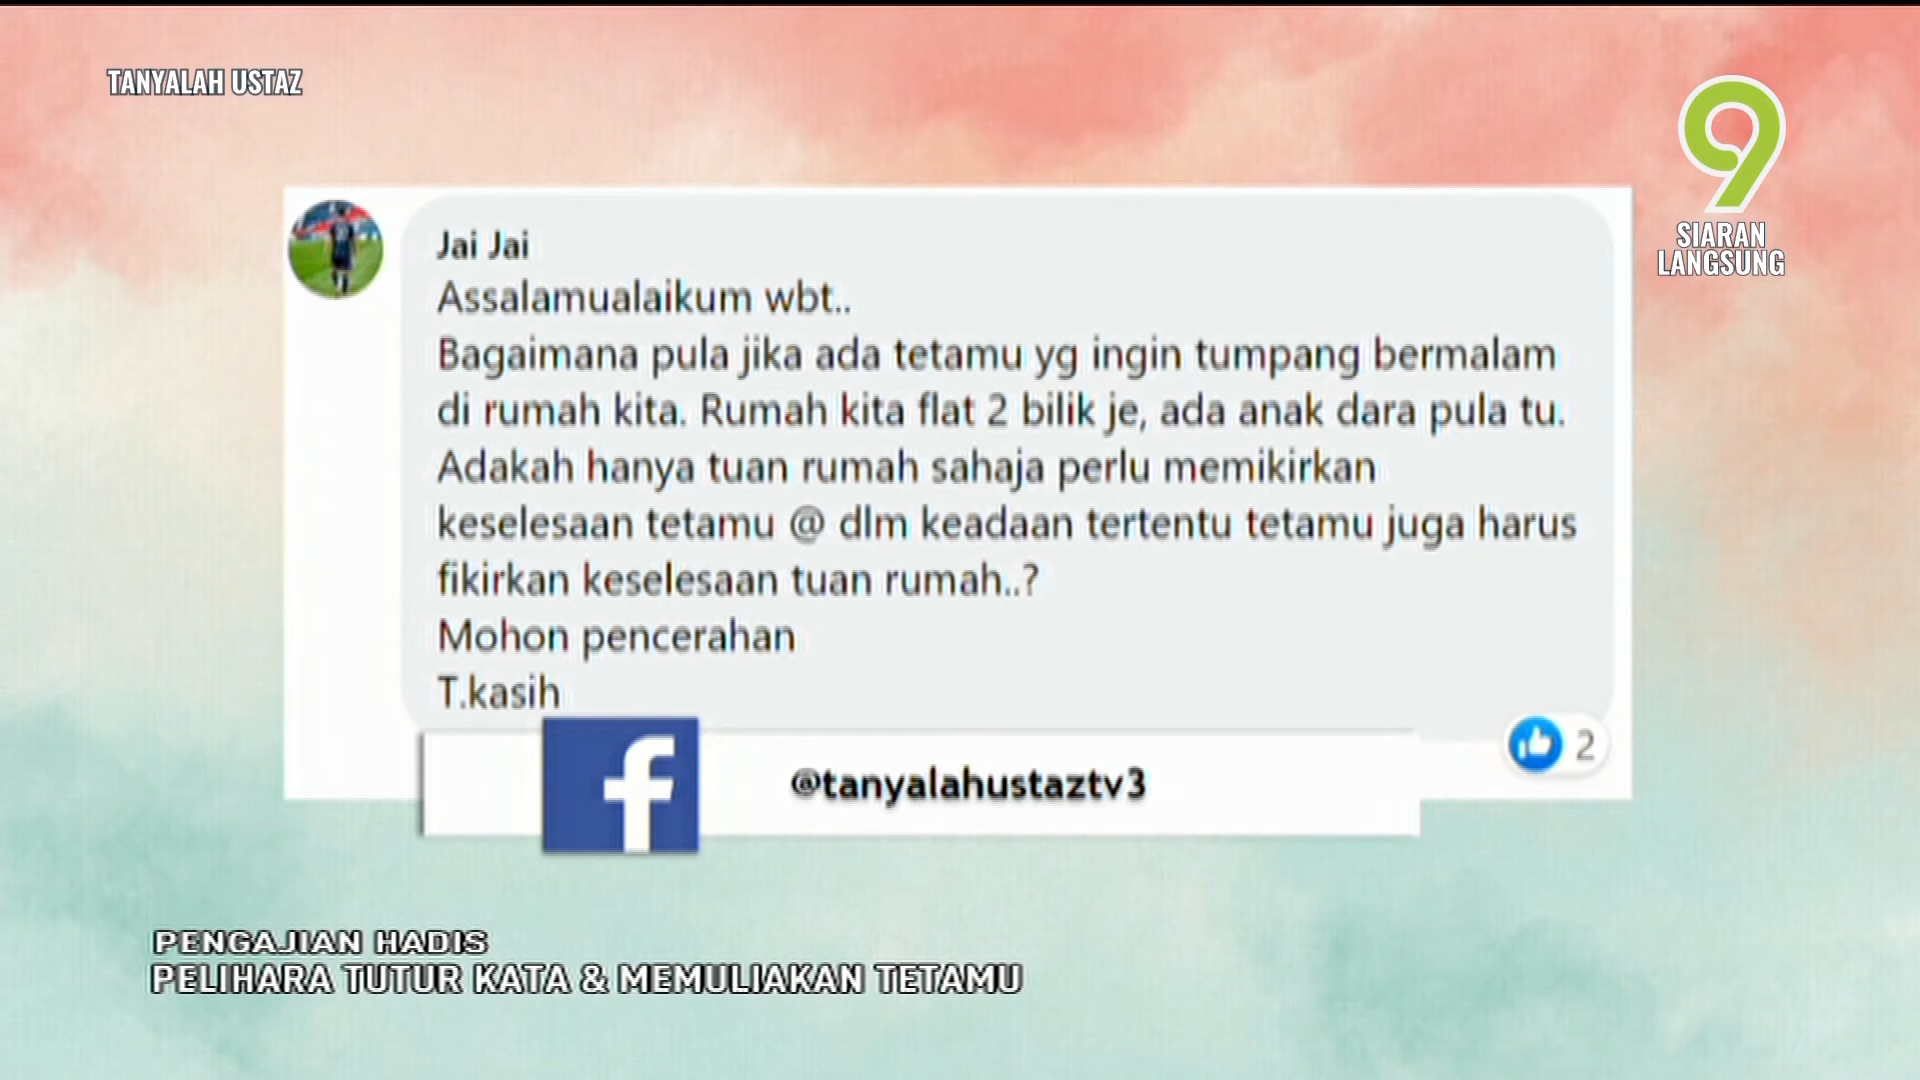 TANYALAH USTAZ
9
SIARAN
LANGSUNG
Jai Jai
Assalamualaikum wbt..
Bagaimana pula jika ada tetamu yg ingin tumpang bermalam
di rumah kita. Rumah kita flat 2 bilik je, ada anak dara pula tu.
Adakah hanya tuan rumah sahaja perlu memikirkan
keselesaan tetamu @ dlm keadaan tertentu tetamu juga harus
fikirkan keselesaan tuan rumah..?
Mohon pencerahan
T.kasih
2
f
@tanyalahustaztv3
PENGAJIAN HADIS
PELIHARA TUTUR KATA & MEMULIAKAN TETAMU